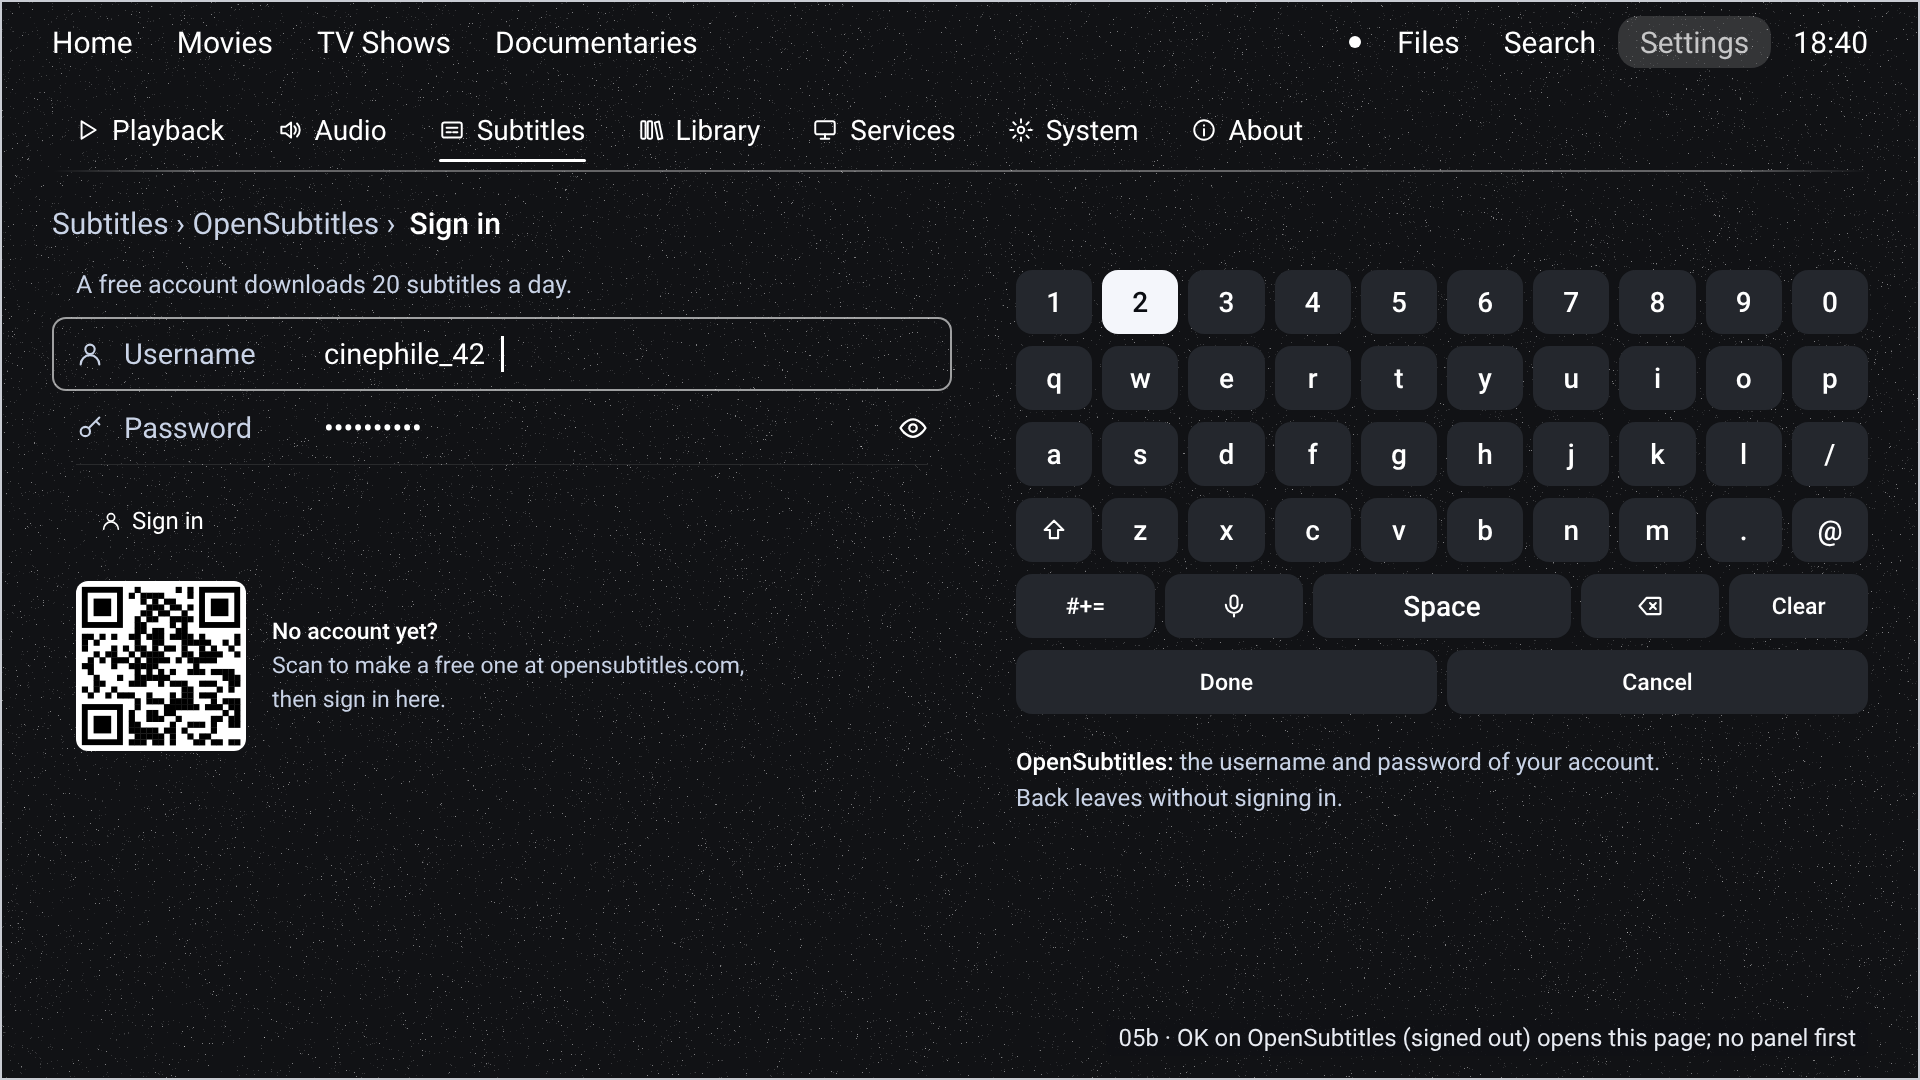 Home Movies TV Shows Documentaries Files Search Settings 18:40
Playback Audio Subtitles Library Services System About
Subtitles › OpenSubtitles › Sign in
A free account downloads 20 subtitles a day.
Username cinephile_42
Password ••••••••••
Sign in
No account yet?
Scan to make a free one at opensubtitles.com,
then sign in here.
1 2 3 4 5 6 7 8 9 0
q w e r t y u i o p
a s d f g h j k l /
z x c v b n m . @
#+= Space Clear
Done Cancel
OpenSubtitles: the username and password of your account.
Back leaves without signing in.
05b · OK on OpenSubtitles (signed out) opens this page; no panel first